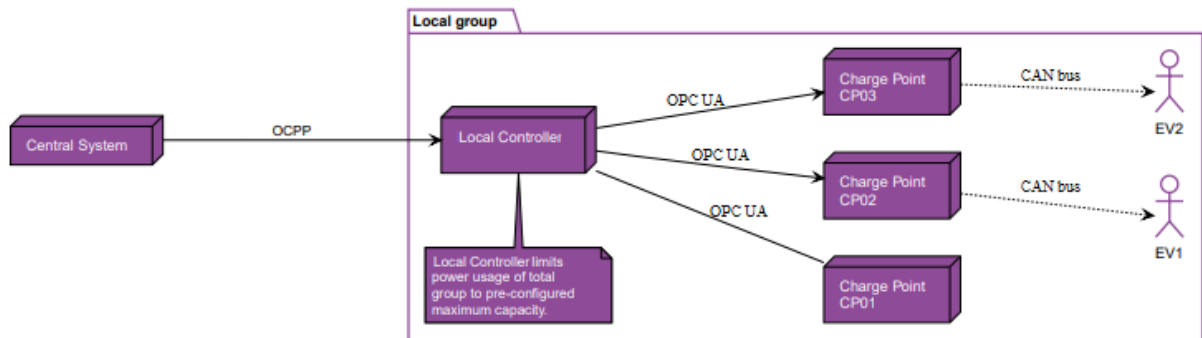 Local group
Charge Point
CP03
CAN bus
EV2
OPC UA
OCPP
Central System
Local Controller
OPC UA
Charge Point
CP02
CAN bus
EV1
OPC UA
Local Controller limits
power usage of total
group to pre-configured
maximum capacity.
Charge Point
CP01